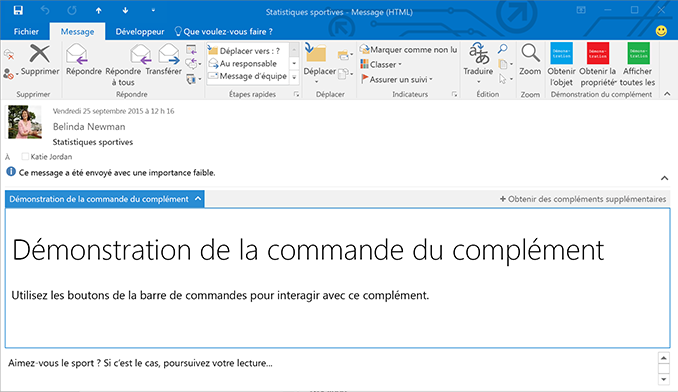 Statistiques sportives - Message (HTML)
Fichier Message Développeur Que voulez-vous faire ?
Supprimer
Répondre
Répondre à tous
Transférer
Déplacer vers : ?
Au responsable
Message d'équipe
Déplacer
Marquer comme non lu
Classer
Assurer un suivi
Traduire
Zoom
Démonstration
Obtenir l'objet
Démonstration
Obtenir la propriété
Démonstration
Afficher toutes les
Supprimer Répondre Étapes rapides Déplacer Indicateurs Édition Zoom Démonstration du complément
Vendredi 25 septembre 2015 à 12 h 16
Belinda Newman
Statistiques sportives
À Katie Jordan
Ce message a été envoyé avec une importance faible.
Démonstration de la commande du complément
+ Obtenir des compléments supplémentaires
Démonstration de la commande du complément
Utilisez les boutons de la barre de commandes pour interagir avec ce complément.
Aimez-vous le sport ? Si c'est le cas, poursuivez votre lecture...